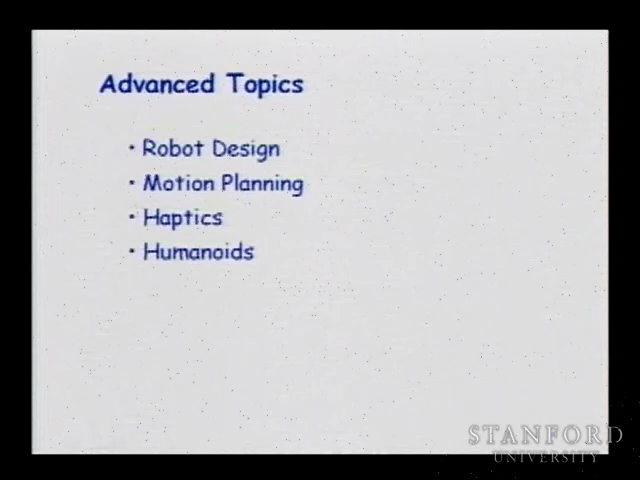 Advanced Topics
• Robot Design
• Motion Planning
• Haptics
• Humanoids
STANFORD
UNIVERSITY